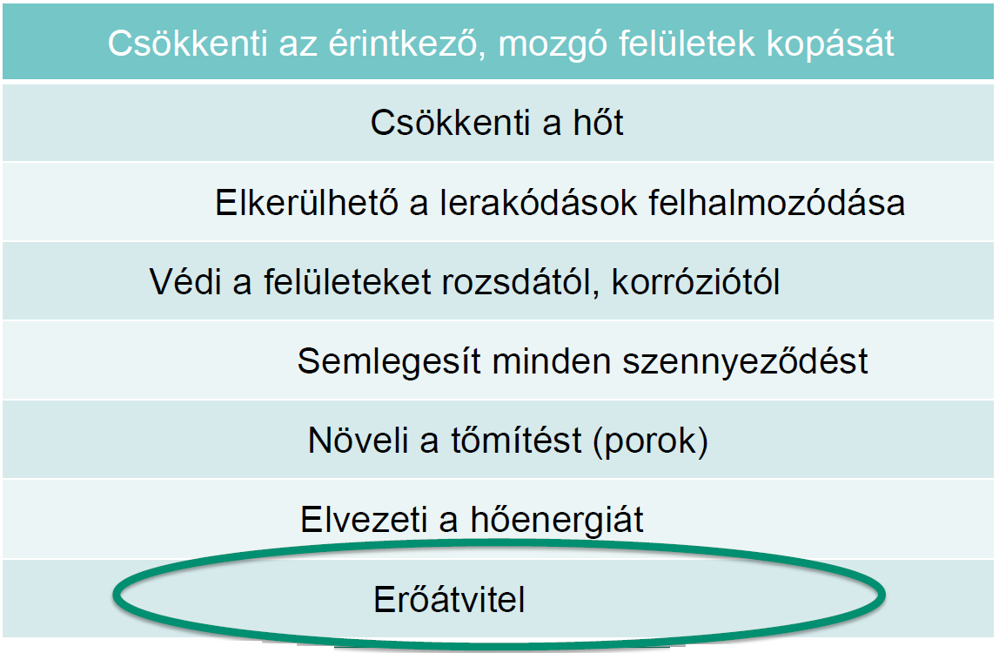 Csökkenti az érintkező, mozgó felületek kopását
Csökkenti a hőt
Elkerülhető a lerakódások felhalmozódása
Védi a felületeket rozsdától, korróziótól
Semlegesít minden szennyeződést
Növeli a tőmítést (porok)
Elvezeti a hőenergiát
Erőátvitel